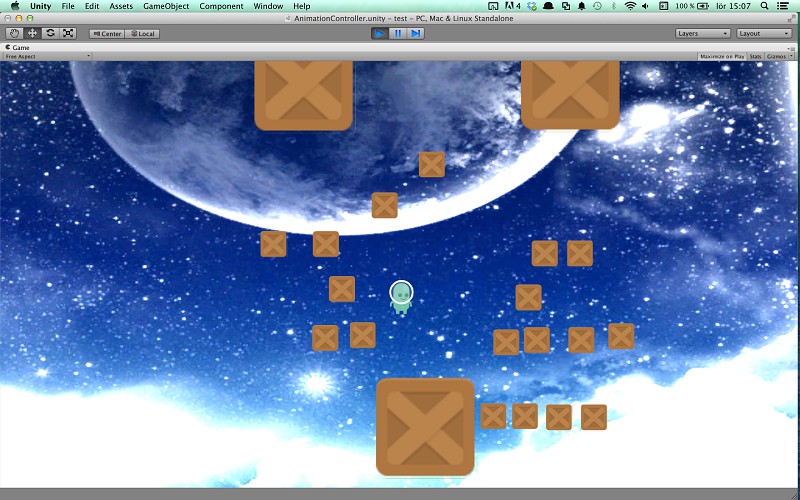 Unity File Edit Assets GameObject Component Window Help 4 100 % lör 15:07
AnimationController.unity – test – PC, Mac & Linux Standalone
Center Local Layers Layout
Game
Free Aspect Maximize on Play Stats Gizmos